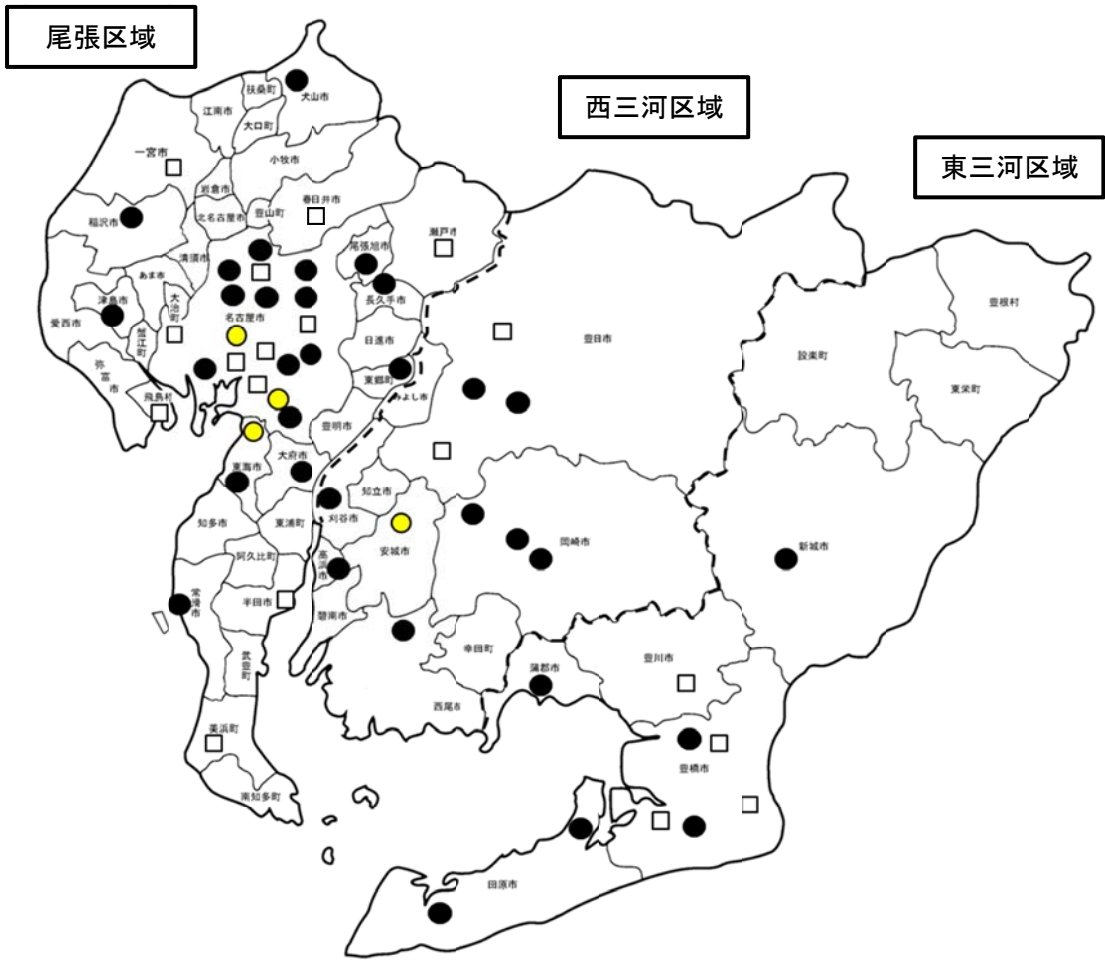 尾張区域
西三河区域
東三河区域
扶桑町
犬山市
江南市
大口町
一宮市
小牧市
岩倉市
春日井市
稲沢市
北名古屋市
豊山町
瀬戸市
尾張旭市
清須市
あま市
津島市
大治町
長久手市
愛西市
名古屋市
蟹江町
日進市
弥富市
東郷町
飛島村
みよし市
豊明市
豊田市
豊根村
設楽町
東栄町
大府市
東海市
知立市
知多市
東浦町
刈谷市
安城市
岡崎市
新城市
阿久比町
高浜市
常滑市
半田市
碧南市
武豊町
幸田町
豊川市
蒲郡市
西尾市
美浜町
豊橋市
南知多町
田原市